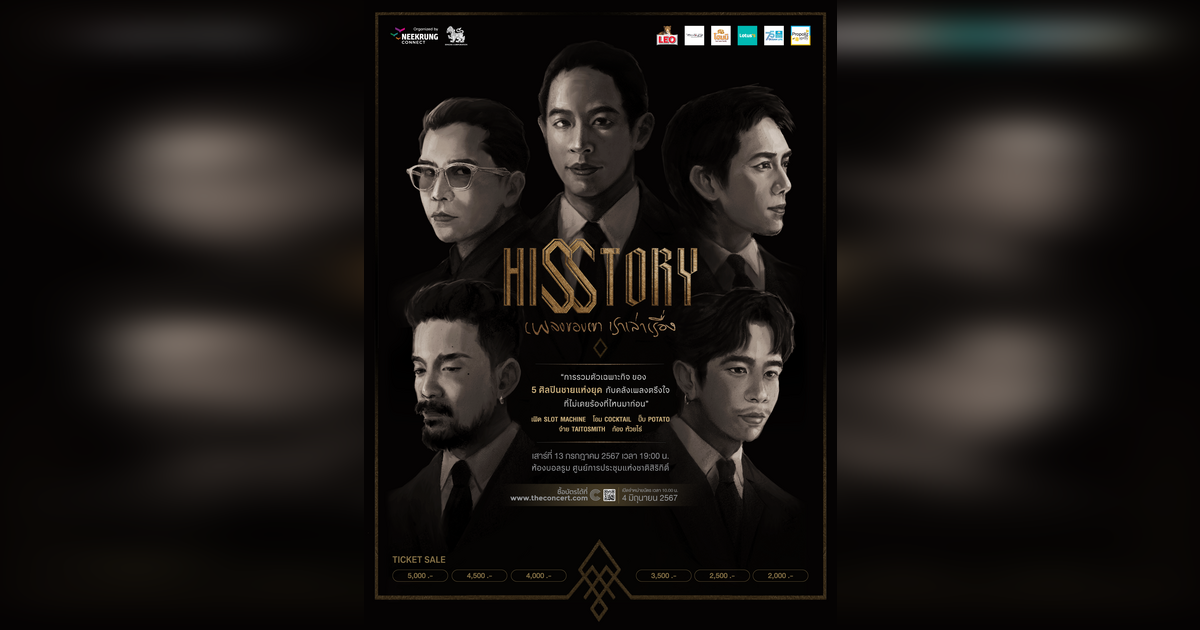 Organized by
NEEKRUNG
CONNECT
LEO
Lotus's
HISSTORY
เพลงของเขา เราเล่าเรื่อง
“การรวมตัวเฉพาะกิจ ของ
5 ศิลปินชายแห่งยุค กับคลังเพลงตรึงใจ
ที่ไม่เคยร้องที่ไหนมาก่อน”
เฟิด SLOT MACHINE โอม COCKTAIL ปั๊บ POTATO
จ๋าย TAITOSMITH ก้อง ห้วยไร่
เสาร์ที่ 13 กรกฎาคม 2567 เวลา 19:00 น.
ห้องบอลรูม ศูนย์การประชุมแห่งชาติสิริกิติ์
ซื้อบัตรได้ที่
www.theconcert.com
4 มิถุนายน 2567
TICKET SALE
5,000 .- 4,500 .- 4,000 .- 3,500 .- 2,500 .- 2,000 .-